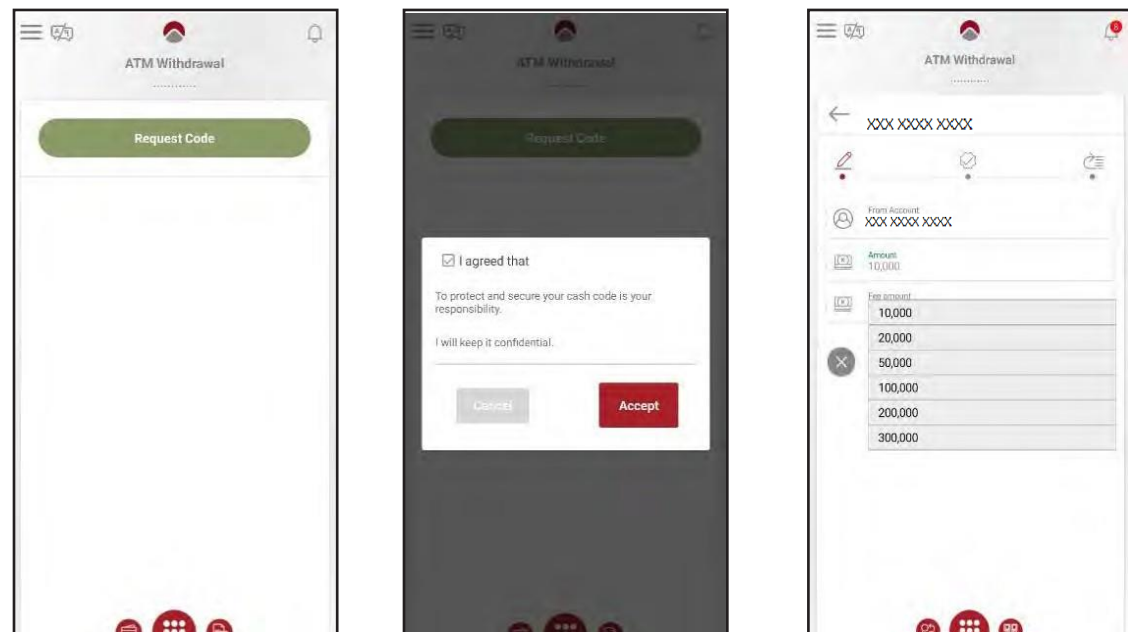 ATM Withdrawal
............
Request Code
ATM Withdrawal
Request Code
I agreed that
To protect and secure your cash code is your
responsibility.
I will keep it confidential.
Cancel
Accept
8
ATM Withdrawal
............
XXX XXXX XXXX
From Account
XXX XXXX XXXX
Amount
10,000
Fee amount
10,000
20,000
50,000
100,000
200,000
300,000